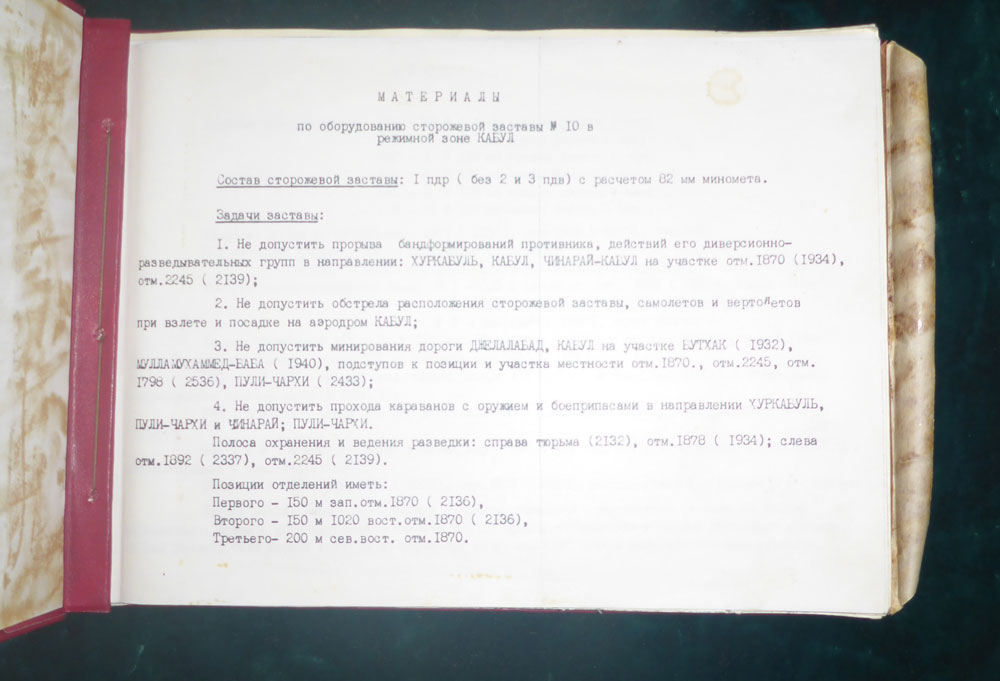 МАТЕРИАЛЫ
по оборудованию сторожевой заставы № 10 в
режимной зоне КАБУЛ
Состав сторожевой заставы: I пдр ( без 2 и 3 пдв) с расчетом 82 мм миномета.
Задачи заставы:
1. Не допустить прорыва бандформирований противника, действий его диверсионно-
разведывательных групп в направлении: ХУРКАБУЛЬ, КАБУЛ, ЧИНАРАЙ-КАБУЛ на участке отм.1870 (1934),
отм.2245 ( 2139);
2. Не допустить обстрела расположения сторожевой заставы, самолетов и вертолетов
при взлете и посадке на аэродром КАБУЛ;
3. Не допустить минирования дороги ДЖЕЛАЛАБАД, КАБУЛ на участке БУТХАК ( 1932),
МУЛЛАМУХАММЕД-БАБА ( 1940), подступов к позиции и участка местности отм.1870., отм.2245, отм.
1798 ( 2536), ПУЛИ-ЧАРХИ ( 2433);
4. Не допустить прохода караванов с оружием и боеприпасами в направлении ХУРКАБУЛЬ,
ПУЛИ-ЧАРХИ и ЧИНАРАЙ; ПУЛИ-ЧАРХИ.
Полоса охранения и ведения разведки: справа тюрьма (2132), отм.1878 ( 1934); слева
отм.1892 ( 2337), отм.2245 ( 2139).
Позиции отделений иметь:
Первого - 150 м зап.отм.1870 ( 2136),
Второго - 150 м 1020 вост.отм.1870 ( 2136),
Третьего- 200 м сев.вост. отм.1870.